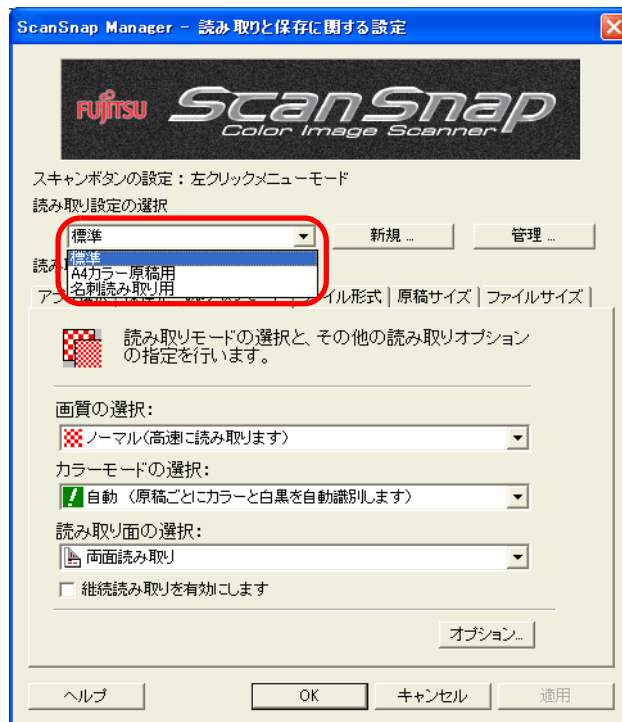 ScanSnap Manager - 読み取りと保存に関する設定
FUJITSU ScanSnap
Color Image Scanner
スキャンボタンの設定：左クリックメニューモード
読み取り設定の選択
標準
新規 ...
管理 ...
標準
A4カラー原稿用
名刺読み取り用
読み
イル形式
原稿サイズ
ファイルサイズ
読み取りモードの選択と、その他の読み取りオプション
の指定を行います。
画質の選択:
ノーマル(高速に読み取ります)
カラーモードの選択:
自動 (原稿ごとにカラーと白黒を自動識別します)
読み取り面の選択:
両面読み取り
継続読み取りを有効にします
オプション...
ヘルプ
OK
キャンセル
適用